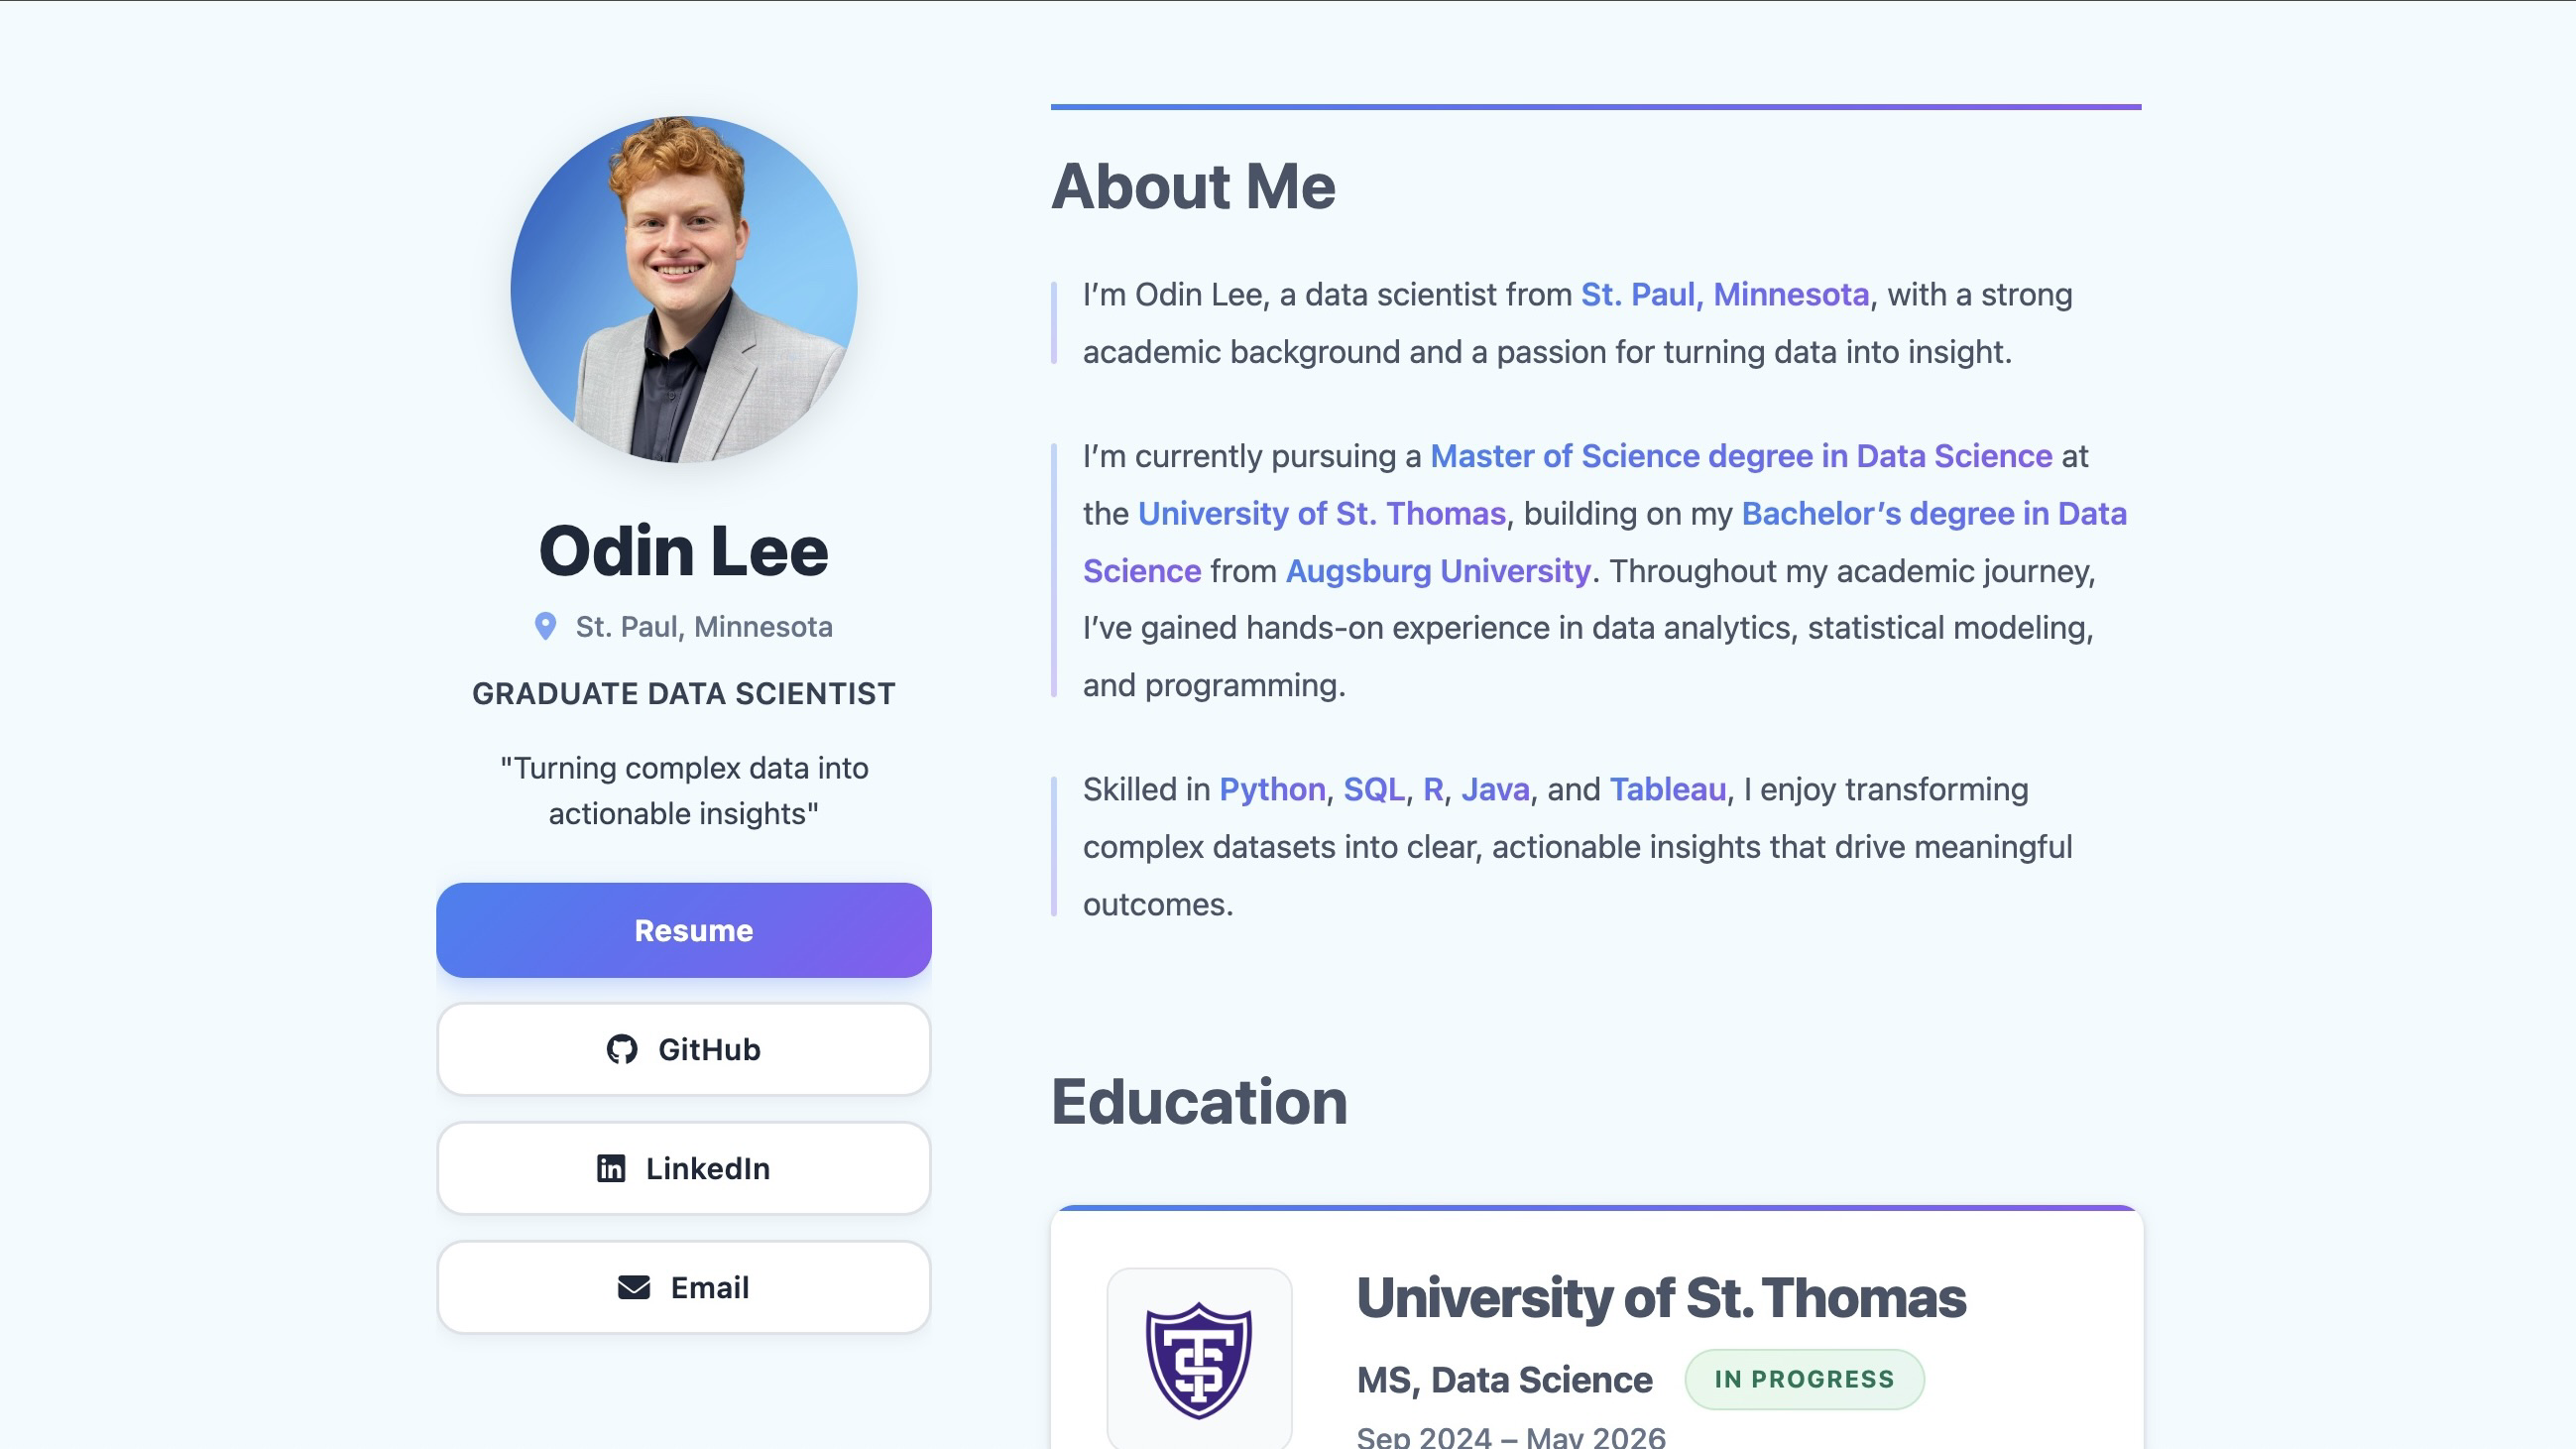 Odin Lee
St. Paul, Minnesota
GRADUATE DATA SCIENTIST
"Turning complex data into
actionable insights"
Resume
GitHub
LinkedIn
Email
About Me
I’m Odin Lee, a data scientist from St. Paul, Minnesota, with a strong
academic background and a passion for turning data into insight.
I’m currently pursuing a Master of Science degree in Data Science at
the University of St. Thomas, building on my Bachelor’s degree in Data
Science from Augsburg University. Throughout my academic journey,
I’ve gained hands-on experience in data analytics, statistical modeling,
and programming.
Skilled in Python, SQL, R, Java, and Tableau, I enjoy transforming
complex datasets into clear, actionable insights that drive meaningful
outcomes.
Education
University of St. Thomas
MS, Data Science IN PROGRESS
Sep 2024 – May 2026